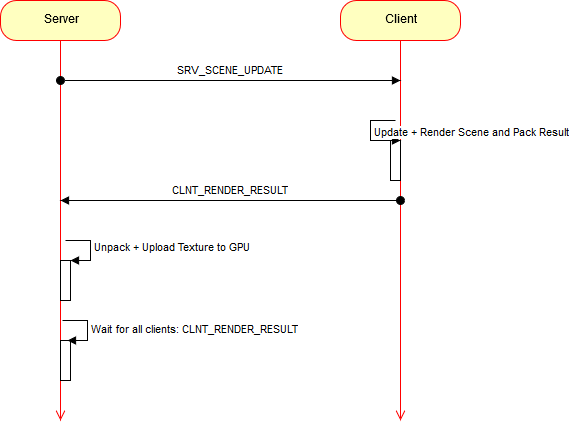 Server
Client
SRV_SCENE_UPDATE
Update + Render Scene and Pack Result
CLNT_RENDER_RESULT
Unpack + Upload Texture to GPU
Wait for all clients: CLNT_RENDER_RESULT